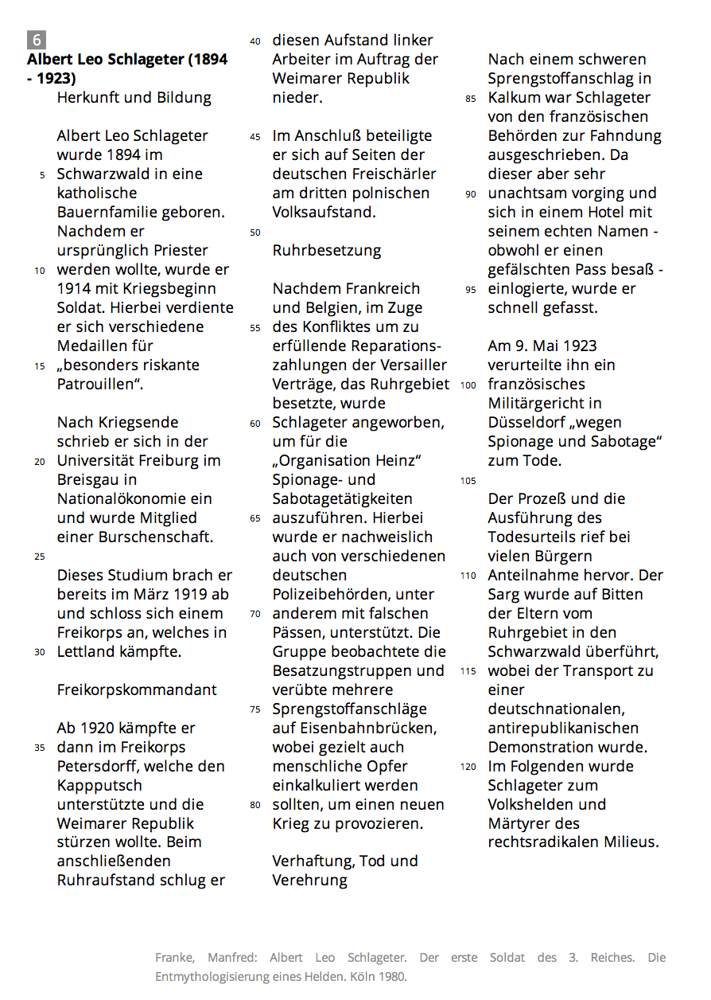 6
Albert Leo Schlageter (1894
- 1923)
Herkunft und Bildung
Albert Leo Schlageter
wurde 1894 im
5 Schwarzwald in eine
katholische
Bauernfamilie geboren.
Nachdem er
ursprünglich Priester
10 werden wollte, wurde er
1914 mit Kriegsbeginn
Soldat. Hierbei verdiente
er sich verschiedene
Medaillen für
15 „besonders riskante
Patrouillen“.
Nach Kriegsende
schrieb er sich in der
20 Universität Freiburg im
Breisgau in
Nationalökonomie ein
und wurde Mitglied
einer Burschenschaft.
25
Dieses Studium brach er
bereits im März 1919 ab
und schloss sich einem
Freikorps an, welches in
30 Lettland kämpfte.
Freikorpskommandant
Ab 1920 kämpfte er
35 dann im Freikorps
Petersdorff, welche den
Kappputsch
unterstützte und die
Weimarer Republik
stürzen wollte. Beim
anschließenden
Ruhraufstand schlug er
40 diesen Aufstand linker
Arbeiter im Auftrag der
Weimarer Republik
nieder.
45 Im Anschluß beteiligte
er sich auf Seiten der
deutschen Freischärler
am dritten polnischen
Volksaufstand.
50
Ruhrbesetzung
Nachdem Frankreich
und Belgien, im Zuge
55 des Konfliktes um zu
erfüllende Reparations-
zahlungen der Versailler
Verträge, das Ruhrgebiet
besetzte, wurde
60 Schlageter angeworben,
um für die
„Organisation Heinz“
Spionage- und
Sabotagetätigkeiten
65 auszuführen. Hierbei
wurde er nachweislich
auch von verschiedenen
deutschen
Polizeibehörden, unter
70 anderem mit falschen
Pässen, unterstützt. Die
Gruppe beobachtete die
Besatzungstruppen und
verübte mehrere
75 Sprengstoffanschläge
auf Eisenbahnbrücken,
wobei gezielt auch
menschliche Opfer
einkalkuliert werden
80 sollten, um einen neuen
Krieg zu provozieren.
Verhaftung, Tod und
Verehrung
Nach einem schweren
Sprengstoffanschlag in
85 Kalkum war Schlageter
von den französischen
Behörden zur Fahndung
ausgeschrieben. Da
dieser aber sehr
90 unachtsam vorging und
sich in einem Hotel mit
seinem echten Namen -
obwohl er einen
gefälschten Pass besaß -
95 einlogierte, wurde er
schnell gefasst.
Am 9. Mai 1923
verurteilte ihn ein
100 französisches
Militärgericht in
Düsseldorf „wegen
Spionage und Sabotage“
zum Tode.
105
Der Prozeß und die
Ausführung des
Todesurteils rief bei
vielen Bürgern
110 Anteilnahme hervor. Der
Sarg wurde auf Bitten
der Eltern vom
Ruhrgebiet in den
Schwarzwald überführt,
115 wobei der Transport zu
einer
deutschnationalen,
antirepublikanischen
Demonstration wurde.
120 Im Folgenden wurde
Schlageter zum
Volkshelden und
Märtyrer des
rechtsradikalen Milieus.
Franke, Manfred: Albert Leo Schlageter. Der erste Soldat des 3. Reiches. Die
Entmythologisierung eines Helden. Köln 1980.